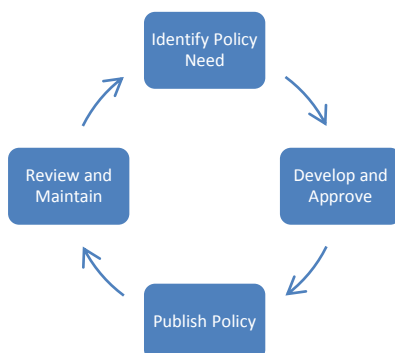 Identify Policy
Need
Develop and
Approve
Publish Policy
Review and
Maintain